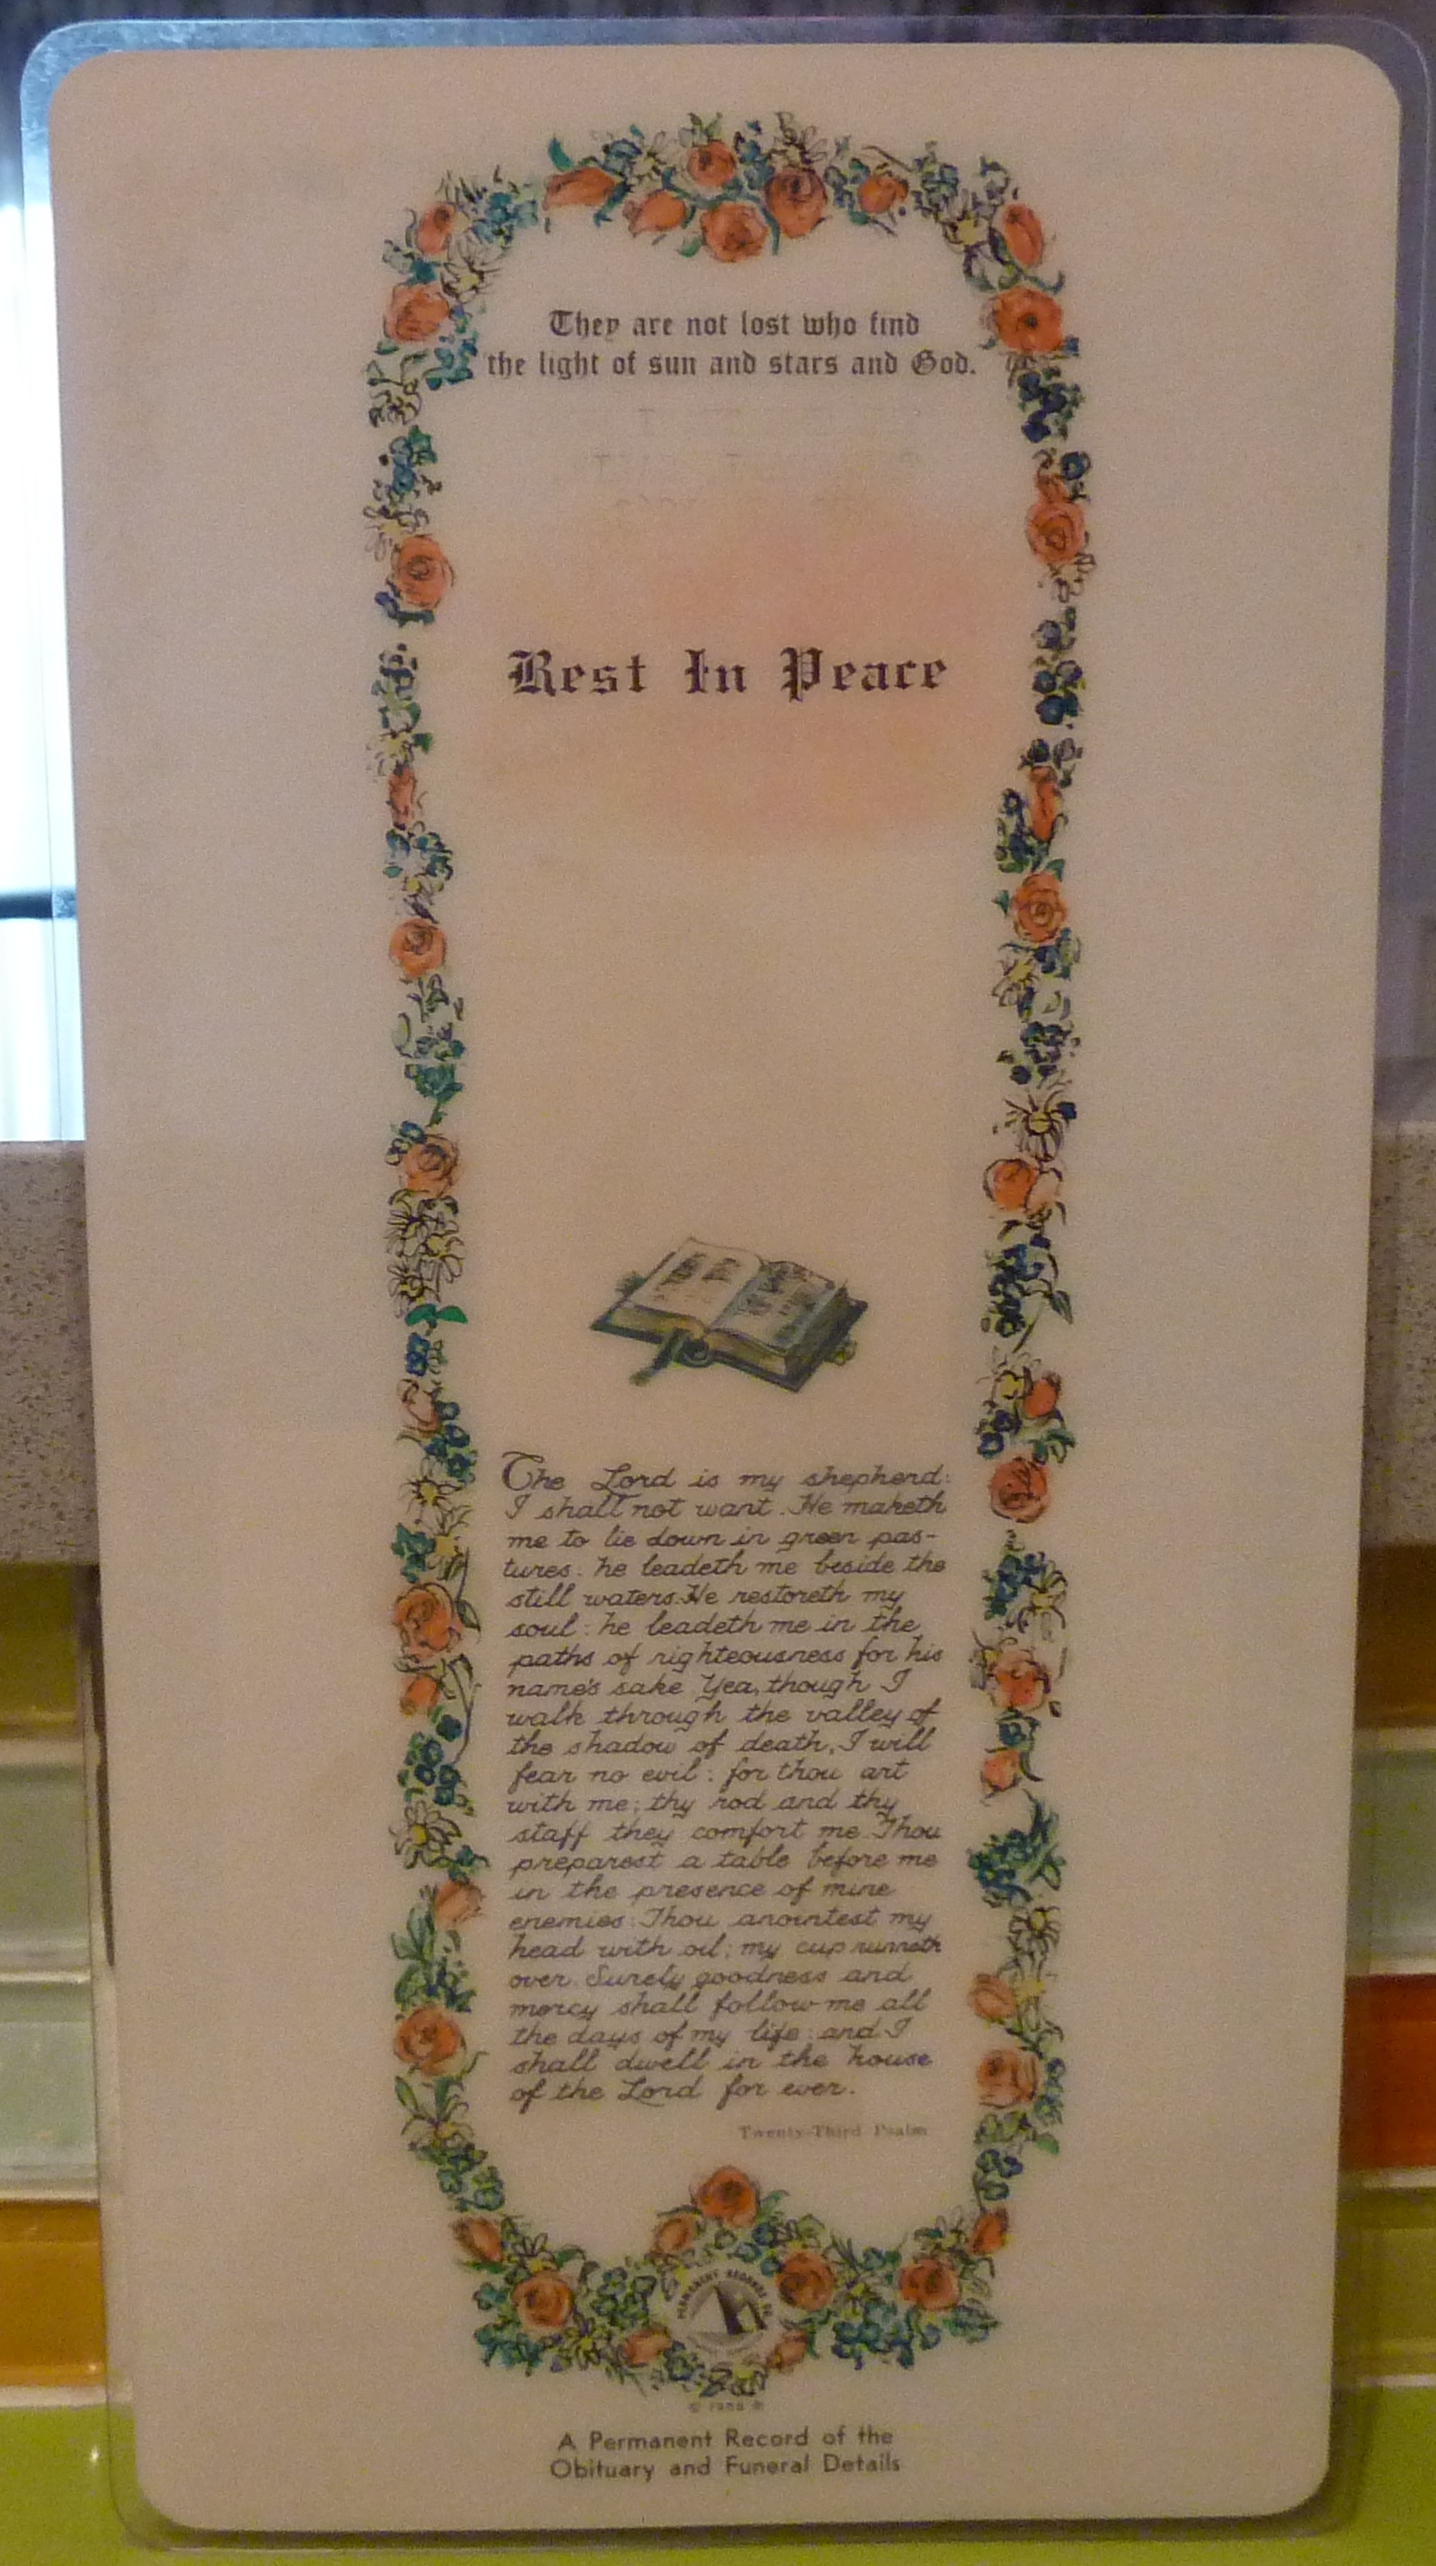 They are not lost who find
the light of sun and stars and God.
Rest In Peace
The Lord is my shepherd:
I shall not want. He maketh
me to lie down in green pas-
tures: he leadeth me beside the
still waters. He restoreth my
soul: he leadeth me in the
paths of righteousness for his
name's sake. Yea, though I
walk through the valley of
the shadow of death, I will
fear no evil: for thou art
with me; thy rod and thy
staff they comfort me. Thou
preparest a table before me
in the presence of mine
enemies: Thou anointest my
head with oil; my cup runneth
over. Surely goodness and
mercy shall follow me all
the days of my life: and I
shall dwell in the house
of the Lord for ever.
Twenty-Third Psalm
PERMANENT RECORDS
A Permanent Record of the
Obituary and Funeral Details